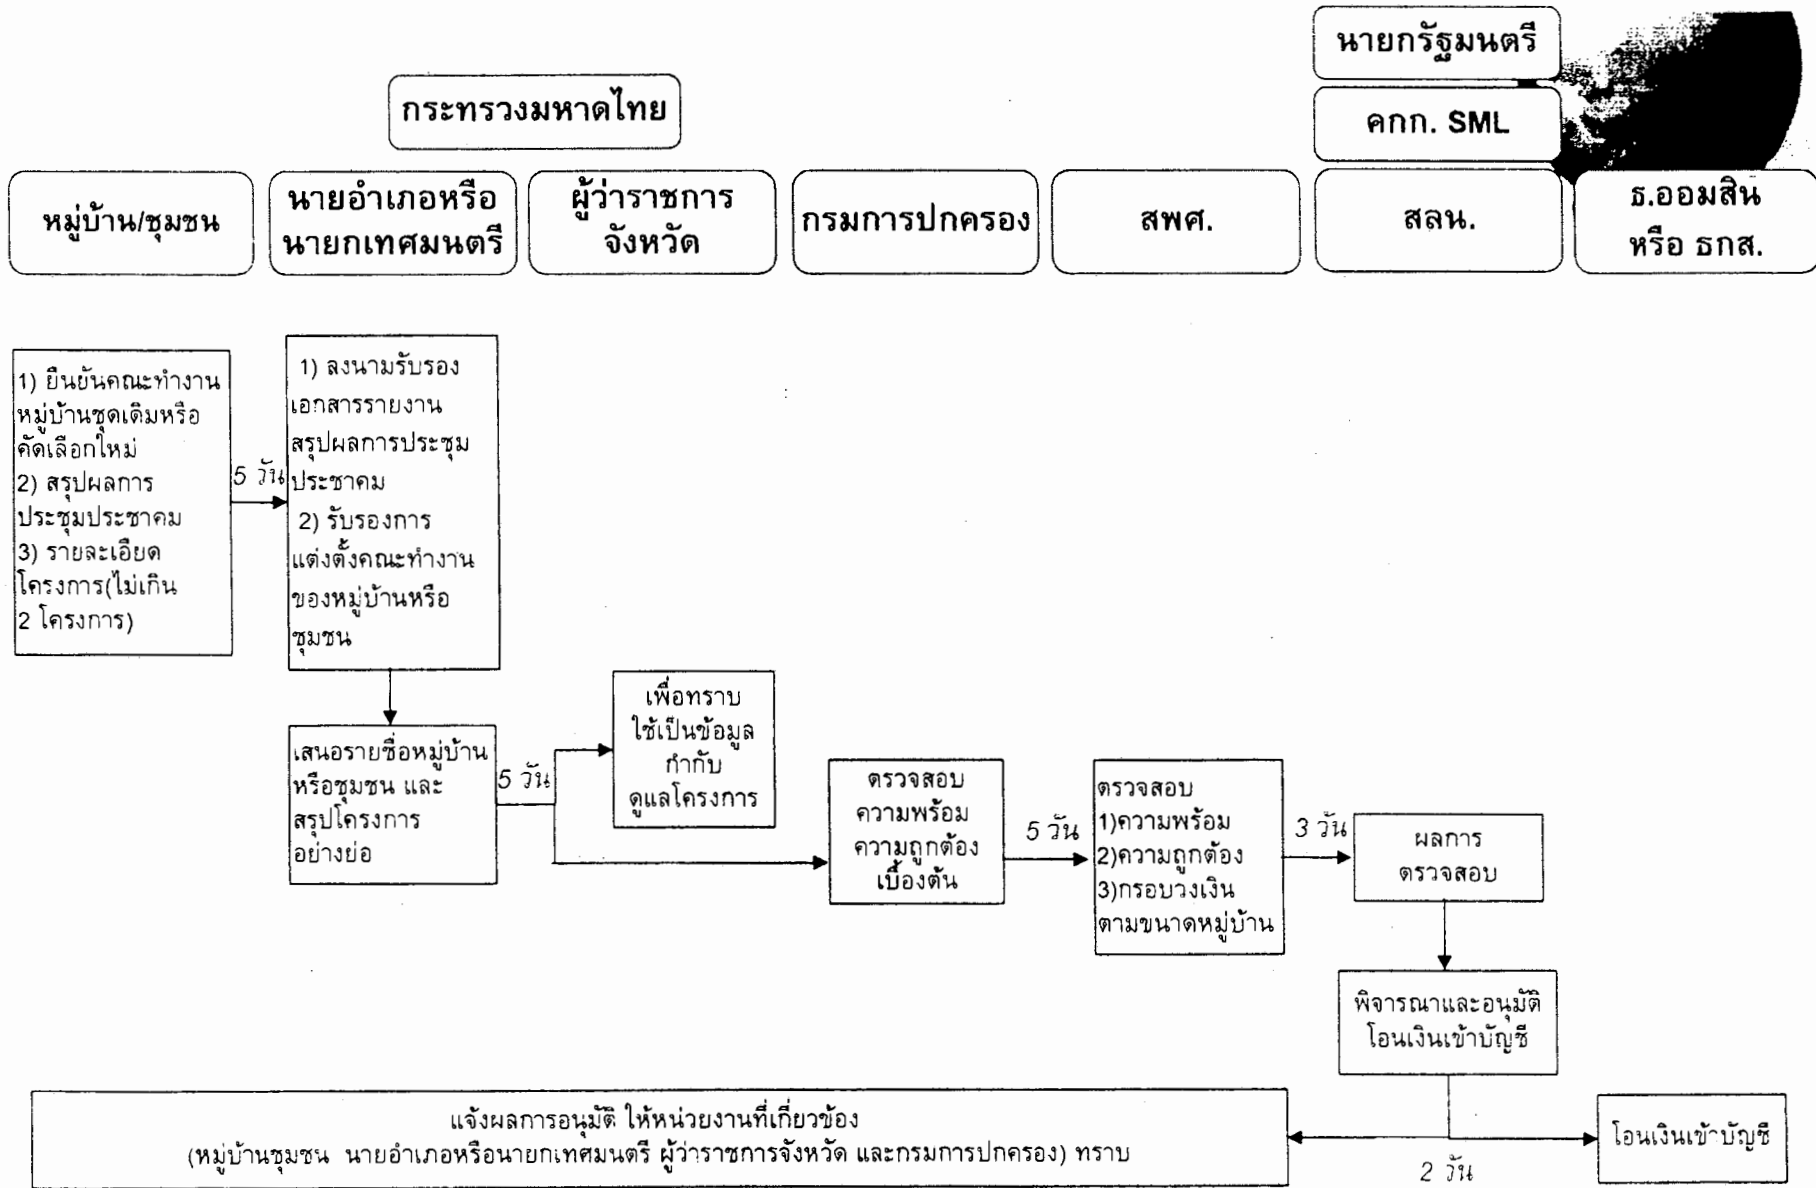 นายกรัฐมนตรี
กระทรวงมหาดไทย
คกก. SML
หมู่บ้าน/ชุมชน
นายอำเภอหรือ
นายกเทศมนตรี
ผู้ว่าราชการ
จังหวัด
กรมการปกครอง
สพศ.
สลน.
ธ.ออมสิน
หรือ ธกส.
1) ยืนยันคณะทำงาน
หมู่บ้านชุดเดิมหรือ
คัดเลือกใหม่
2) สรุปผลการ
ประชุมประชาคม
3) รายละเอียด
โครงการ(ไม่เกิน
2 โครงการ)
5 วัน
1) ลงนามรับรอง
เอกสารรายงาน
สรุปผลการประชุม
ประชาคม
2) รับรองการ
แต่งตั้งคณะทำงาน
ของหมู่บ้านหรือ
ชุมชน
เสนอรายชื่อหมู่บ้าน
หรือชุมชน และ
สรุปโครงการ
อย่างย่อ
5 วัน
เพื่อทราบ
ใช้เป็นข้อมูล
กำกับ
ดูแลโครงการ
ตรวจสอบ
ความพร้อม
ความถูกต้อง
เบื้องต้น
5 วัน
ตรวจสอบ
1)ความพร้อม
2)ความถูกต้อง
3)กรอบวงเงิน
ตามขนาดหมู่บ้าน
3 วัน
ผลการ
ตรวจสอบ
พิจารณาและอนุมัติ
โอนเงินเข้าบัญชี
แจ้งผลการอนุมัติ ให้หน่วยงานที่เกี่ยวข้อง
(หมู่บ้านชุมชน นายอำเภอหรือนายกเทศมนตรี ผู้ว่าราชการจังหวัด และกรมการปกครอง) ทราบ
2 วัน
โอนเงินเข้าบัญชี